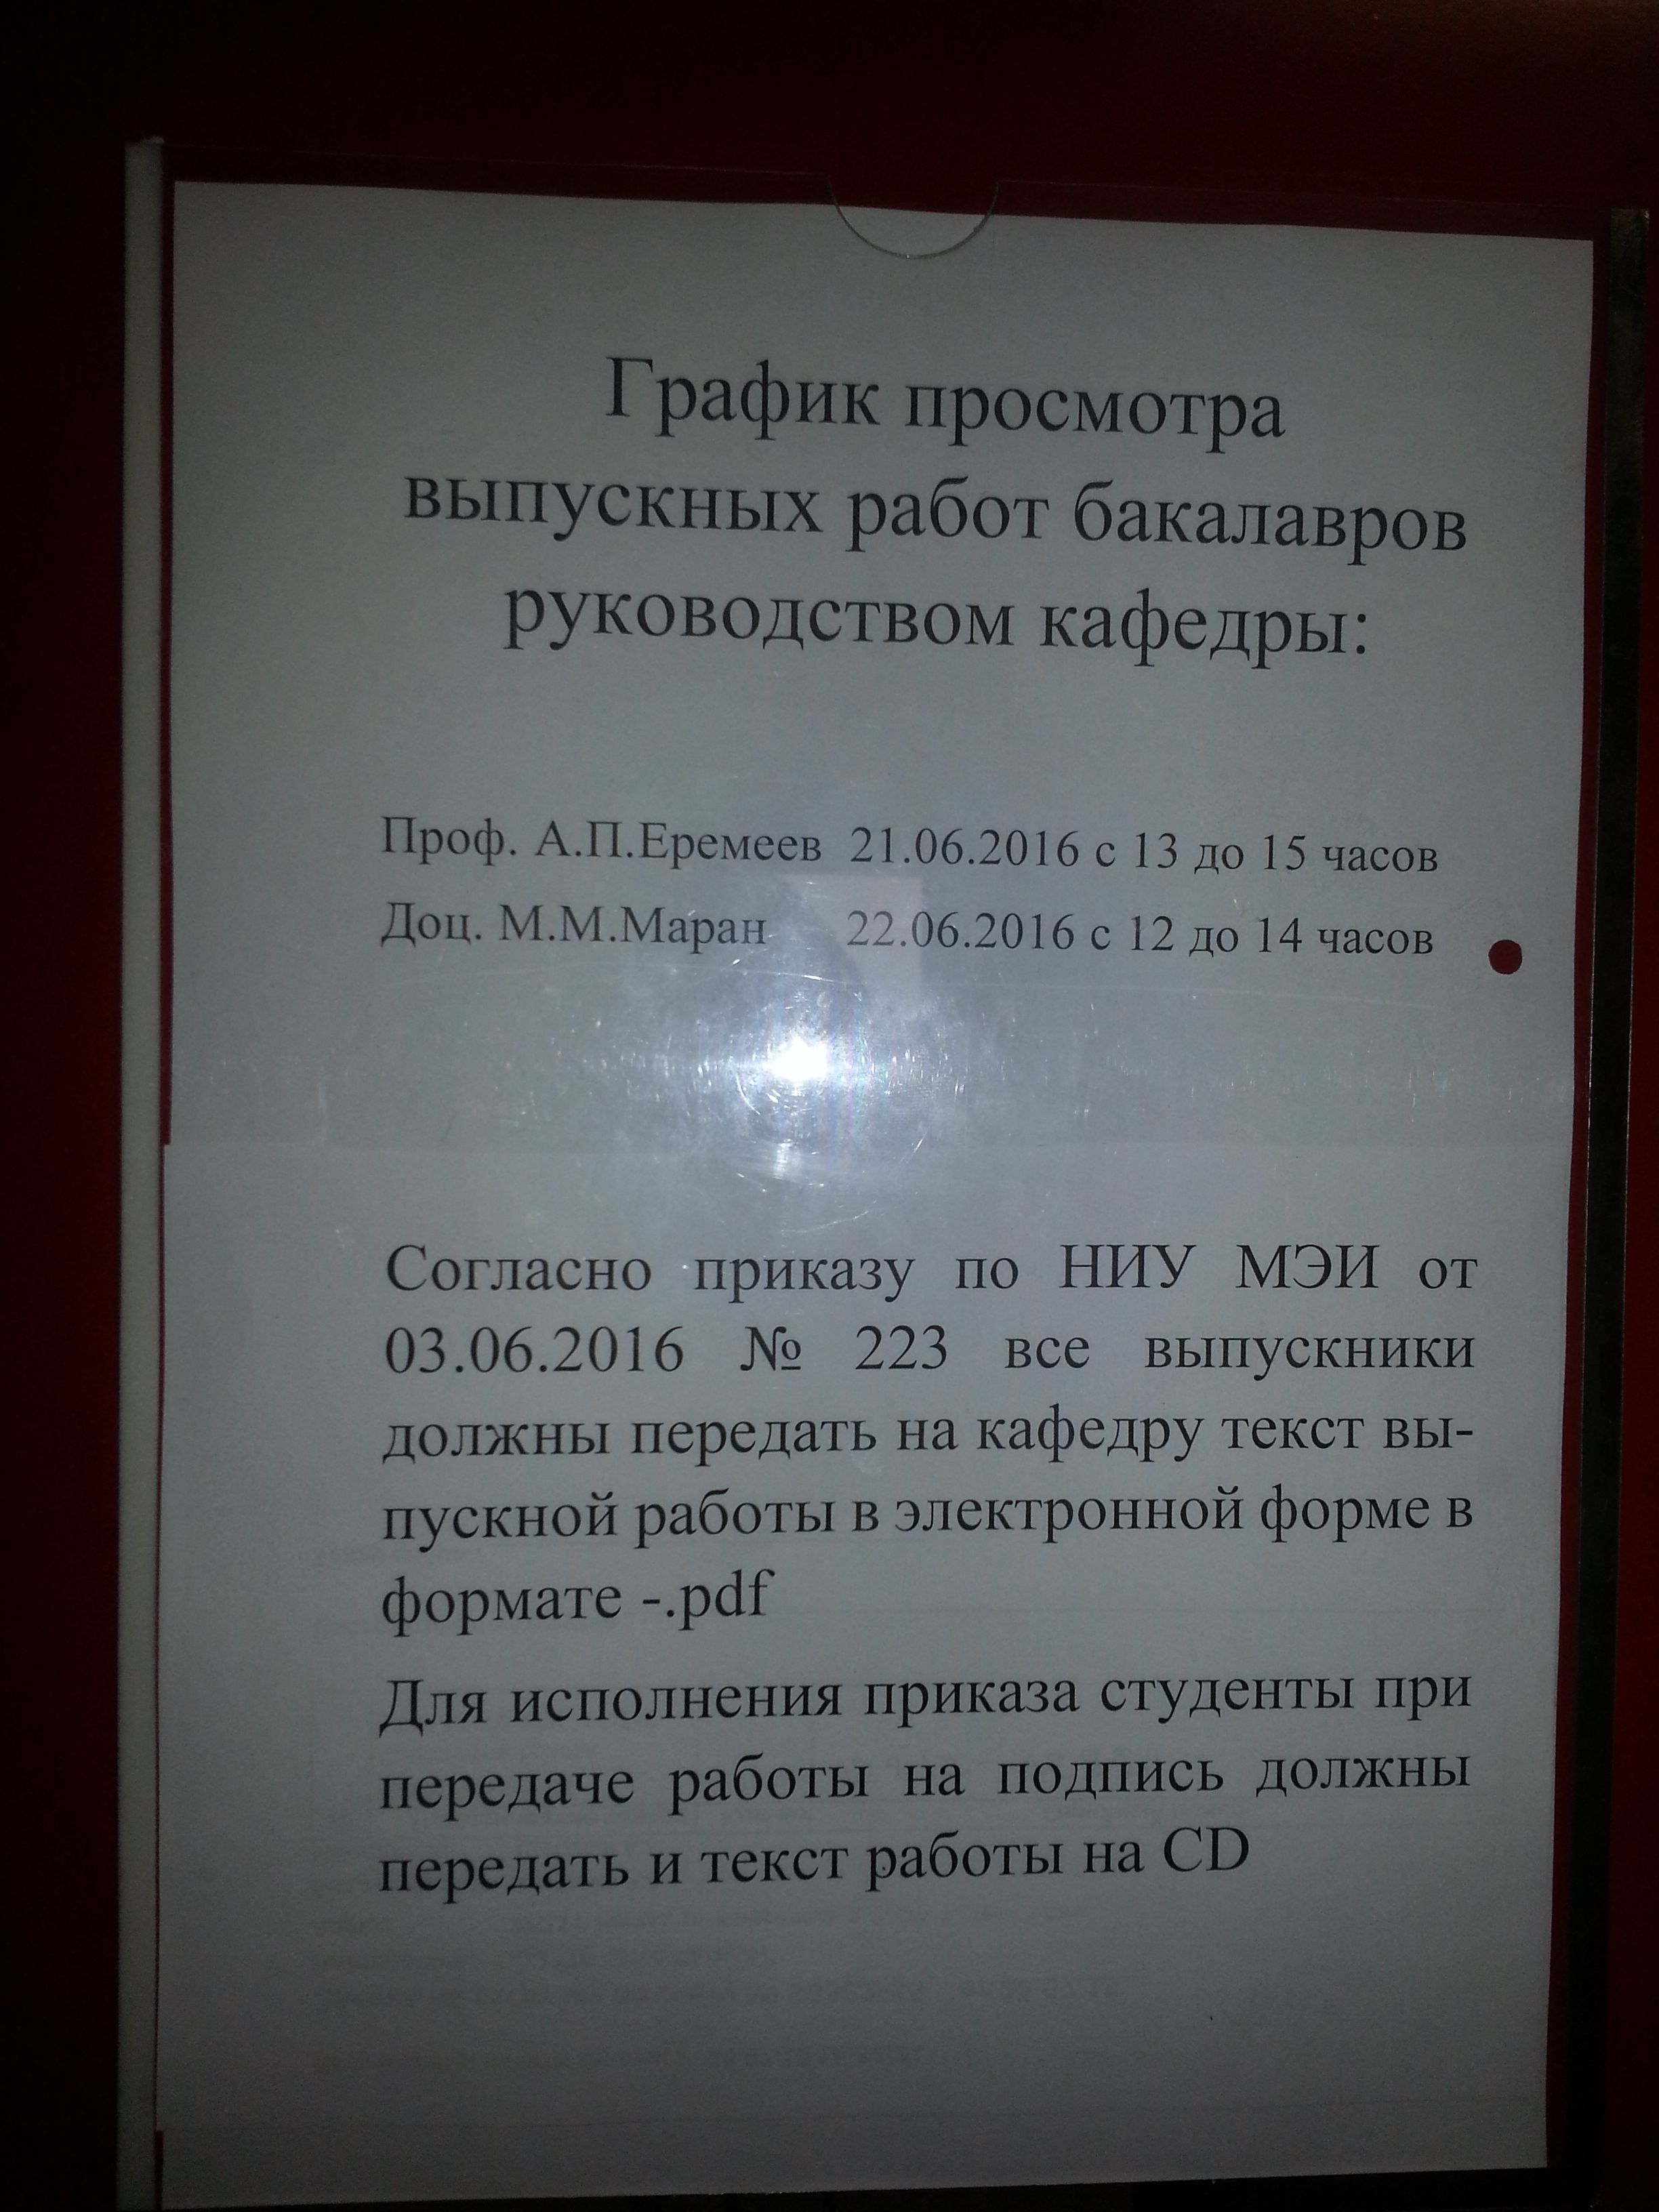 График просмотра
выпускных работ бакалавров
руководством кафедры:
Проф. А.П.Еремеев 21.06.2016 с 13 до 15 часов
Доц. М.М.Маран 22.06.2016 с 12 до 14 часов
Согласно приказу по НИУ МЭИ от
03.06.2016 № 223 все выпускники
должны передать на кафедру текст вы-
пускной работы в электронной форме в
формате -.pdf
Для исполнения приказа студенты при
передаче работы на подпись должны
передать и текст работы на CD